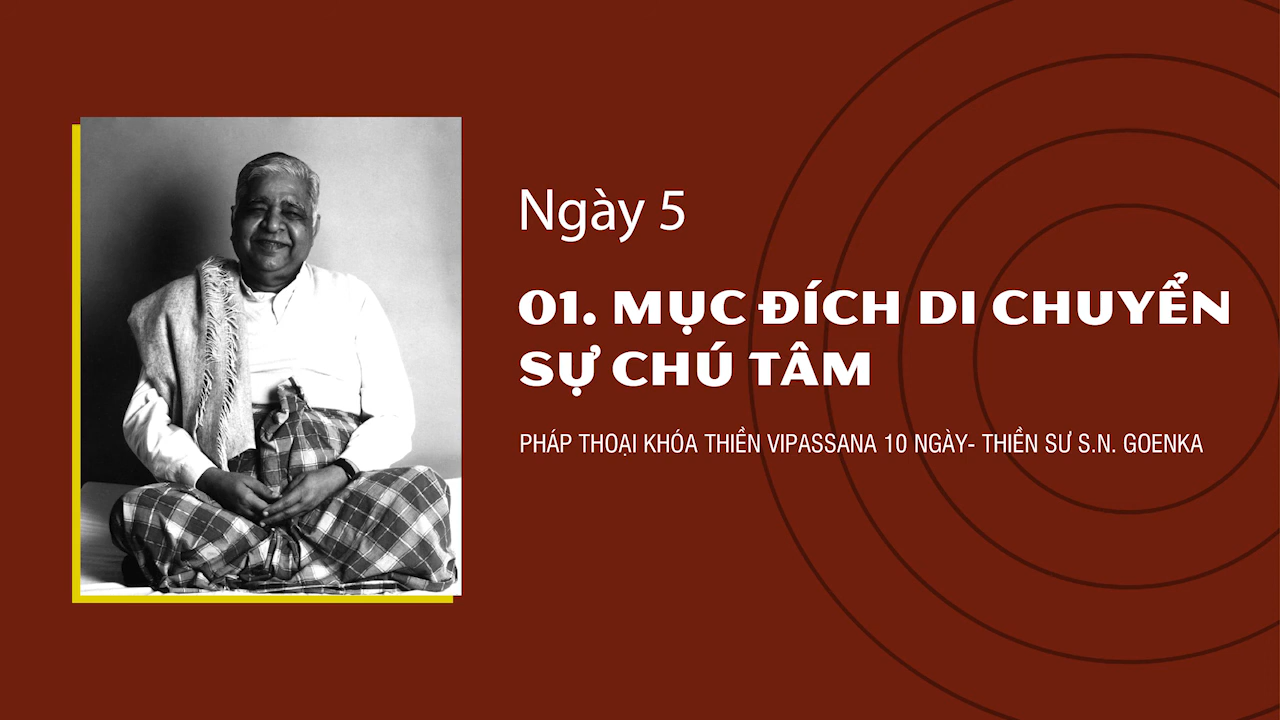 Ngày 5
01. MỤC ĐÍCH DI CHUYỂN
SỰ CHÚ TÂM
PHÁP THOẠI KHÓA THIỀN VIPASSANA 10 NGÀY- THIỀN SƯ S.N. GOENKA